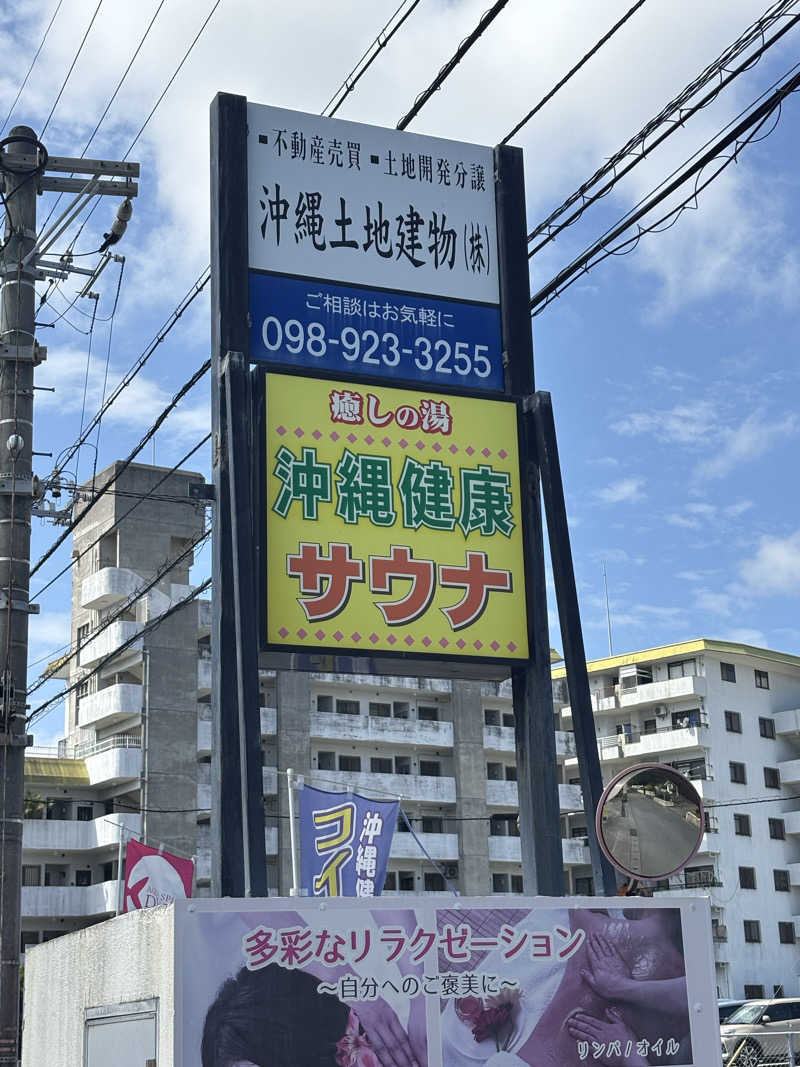 ■不動産売買 ■土地開発分譲
沖縄土地建物(株)
ご相談はお気軽に
098-923-3255
癒しの湯
沖縄健康
サウナ
コイ
沖縄健
K
多彩なリラクゼーション
～自分へのご褒美に～
リンパ/オイル